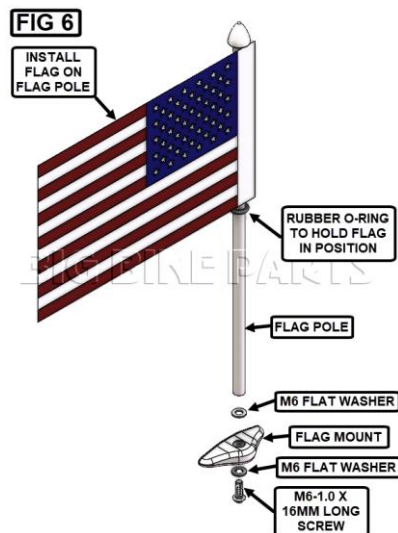 FIG 6
INSTALL
FLAG ON
FLAG POLE
RUBBER O-RING
TO HOLD FLAG
IN POSITION
BIG BIKE PARTS
FLAG POLE
M6 FLAT WASHER
FLAG MOUNT
M6 FLAT WASHER
M6-1.0 X
16MM LONG
SCREW